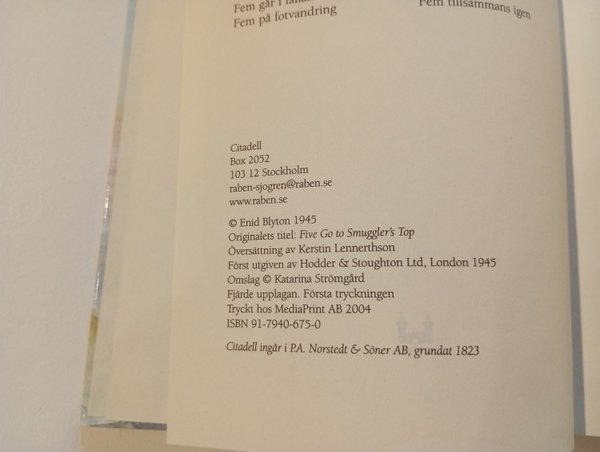 Fem går i
Fem på fotvandring
Fem tillsammans igen
Citadell
Box 2052
103 12 Stockholm
raben-sjogren@raben.se
www.raben.se
© Enid Blyton 1945
Originalets titel: Five Go to Smuggler's Top
Översättning av Kerstin Lennerthson
Först utgiven av Hodder & Stoughton Ltd, London 1945
Omslag © Katarina Strömgård
Fjärde upplagan. Första tryckningen
Tryckt hos MediaPrint AB 2004
ISBN 91-7940-675-0
Citadell ingår i P.A. Norstedt & Söner AB, grundat 1823